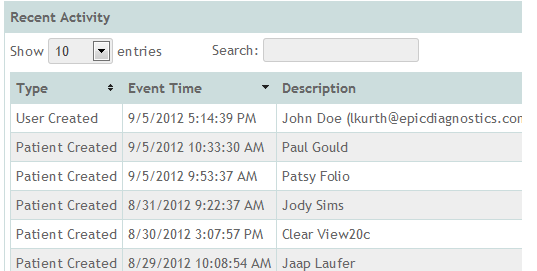 Recent Activity
Show 10 entries Search:
Type Event Time Description
User Created 9/5/2012 5:14:39 PM John Doe (lkurth@epicdiagnostics.com
Patient Created 9/5/2012 10:33:30 AM Paul Gould
Patient Created 9/5/2012 9:53:37 AM Patsy Folio
Patient Created 8/31/2012 9:22:37 AM Jody Sims
Patient Created 8/30/2012 3:07:57 PM Clear View20c
Patient Created 8/29/2012 10:08:54 AM Jaap Laufer